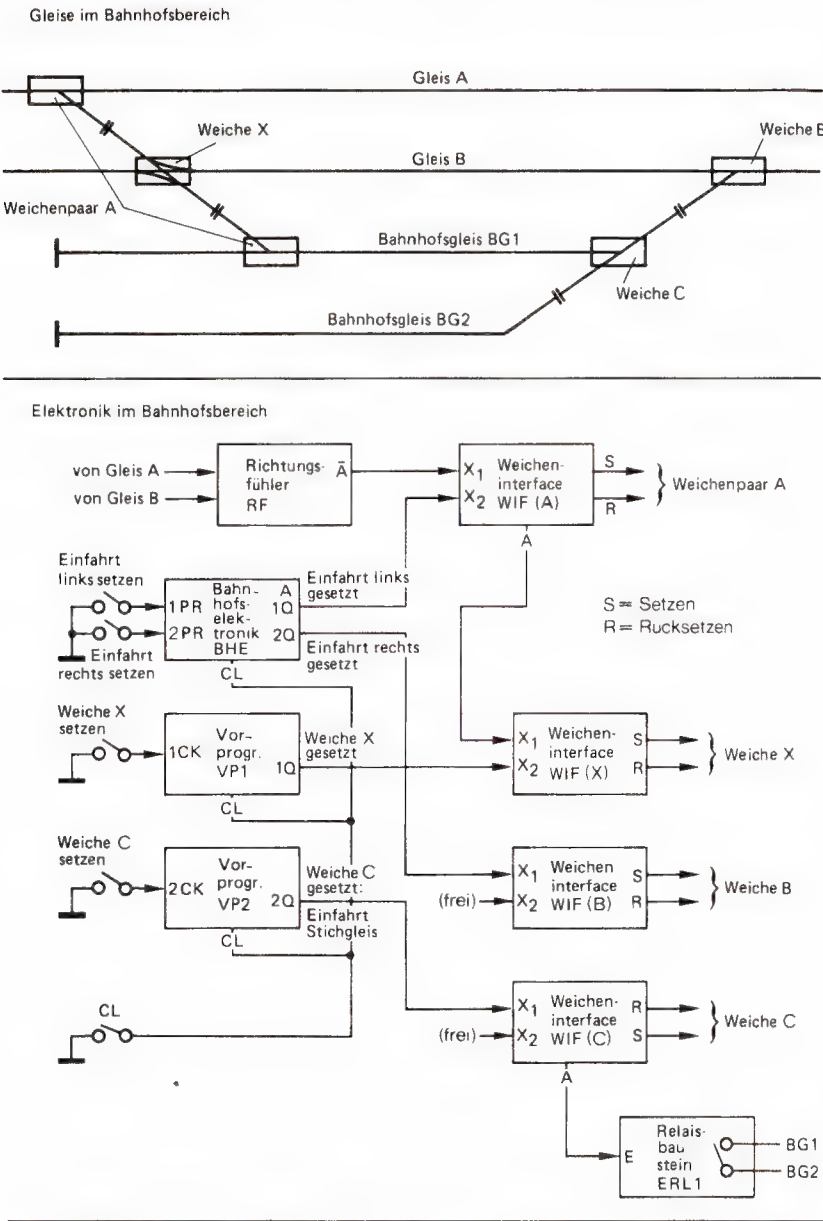 Gleise im Bahnhofsbereich
Gleis A
Weiche X
Weiche B
Gleis B
Weichenpaar A
Bahnhofsgleis BG1
Weiche C
Bahnhofsgleis BG2
Elektronik im Bahnhofsbereich
von Gleis A
von Gleis B
Richtungs-
fühler
RF
Ā
X1
X2
Weichen-
interface
WIF (A)
S
R
A
Weichenpaar A
Einfahrt
links setzen
Einfahrt
rechts setzen
1PR
2PR
Bahn-
hofs-
elek-
tronik
BHE
A
1Q
2Q
CL
Einfahrt links
gesetzt
Einfahrt rechts
gesetzt
S = Setzen
R = Rucksetzen
Weiche X
setzen
1CK
Vor-
progr.
VP1
1Q
CL
Weiche X
gesetzt
X1
X2
Weichen-
interface
WIF (X)
S
R
Weiche X
Weiche C
setzen
2CK
Vor-
progr.
VP2
2Q
CL
Weiche C
gesetzt:
Einfahrt
Stichgleis
(frei)
X1
X2
Weichen
interface
WIF (B)
S
R
Weiche B
CL
(frei)
X1
X2
Weichen-
interface
WIF (C)
R
S
A
Weiche C
E
Relais-
bau
stein
ERL1
BG1
BG2